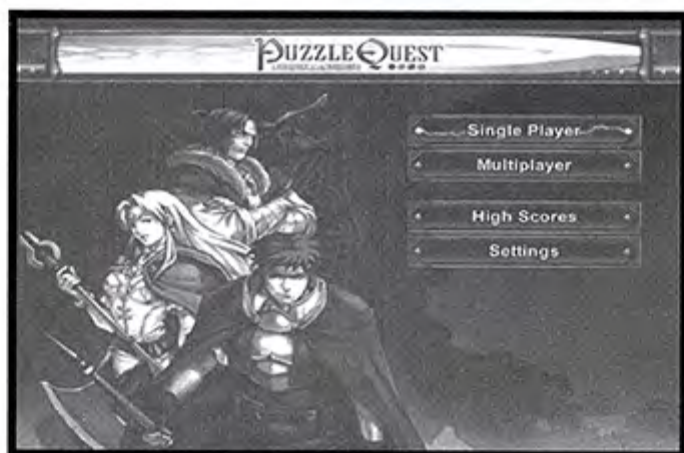 PUZZLE QUEST
Single Player
Multiplayer
High Scores
Settings